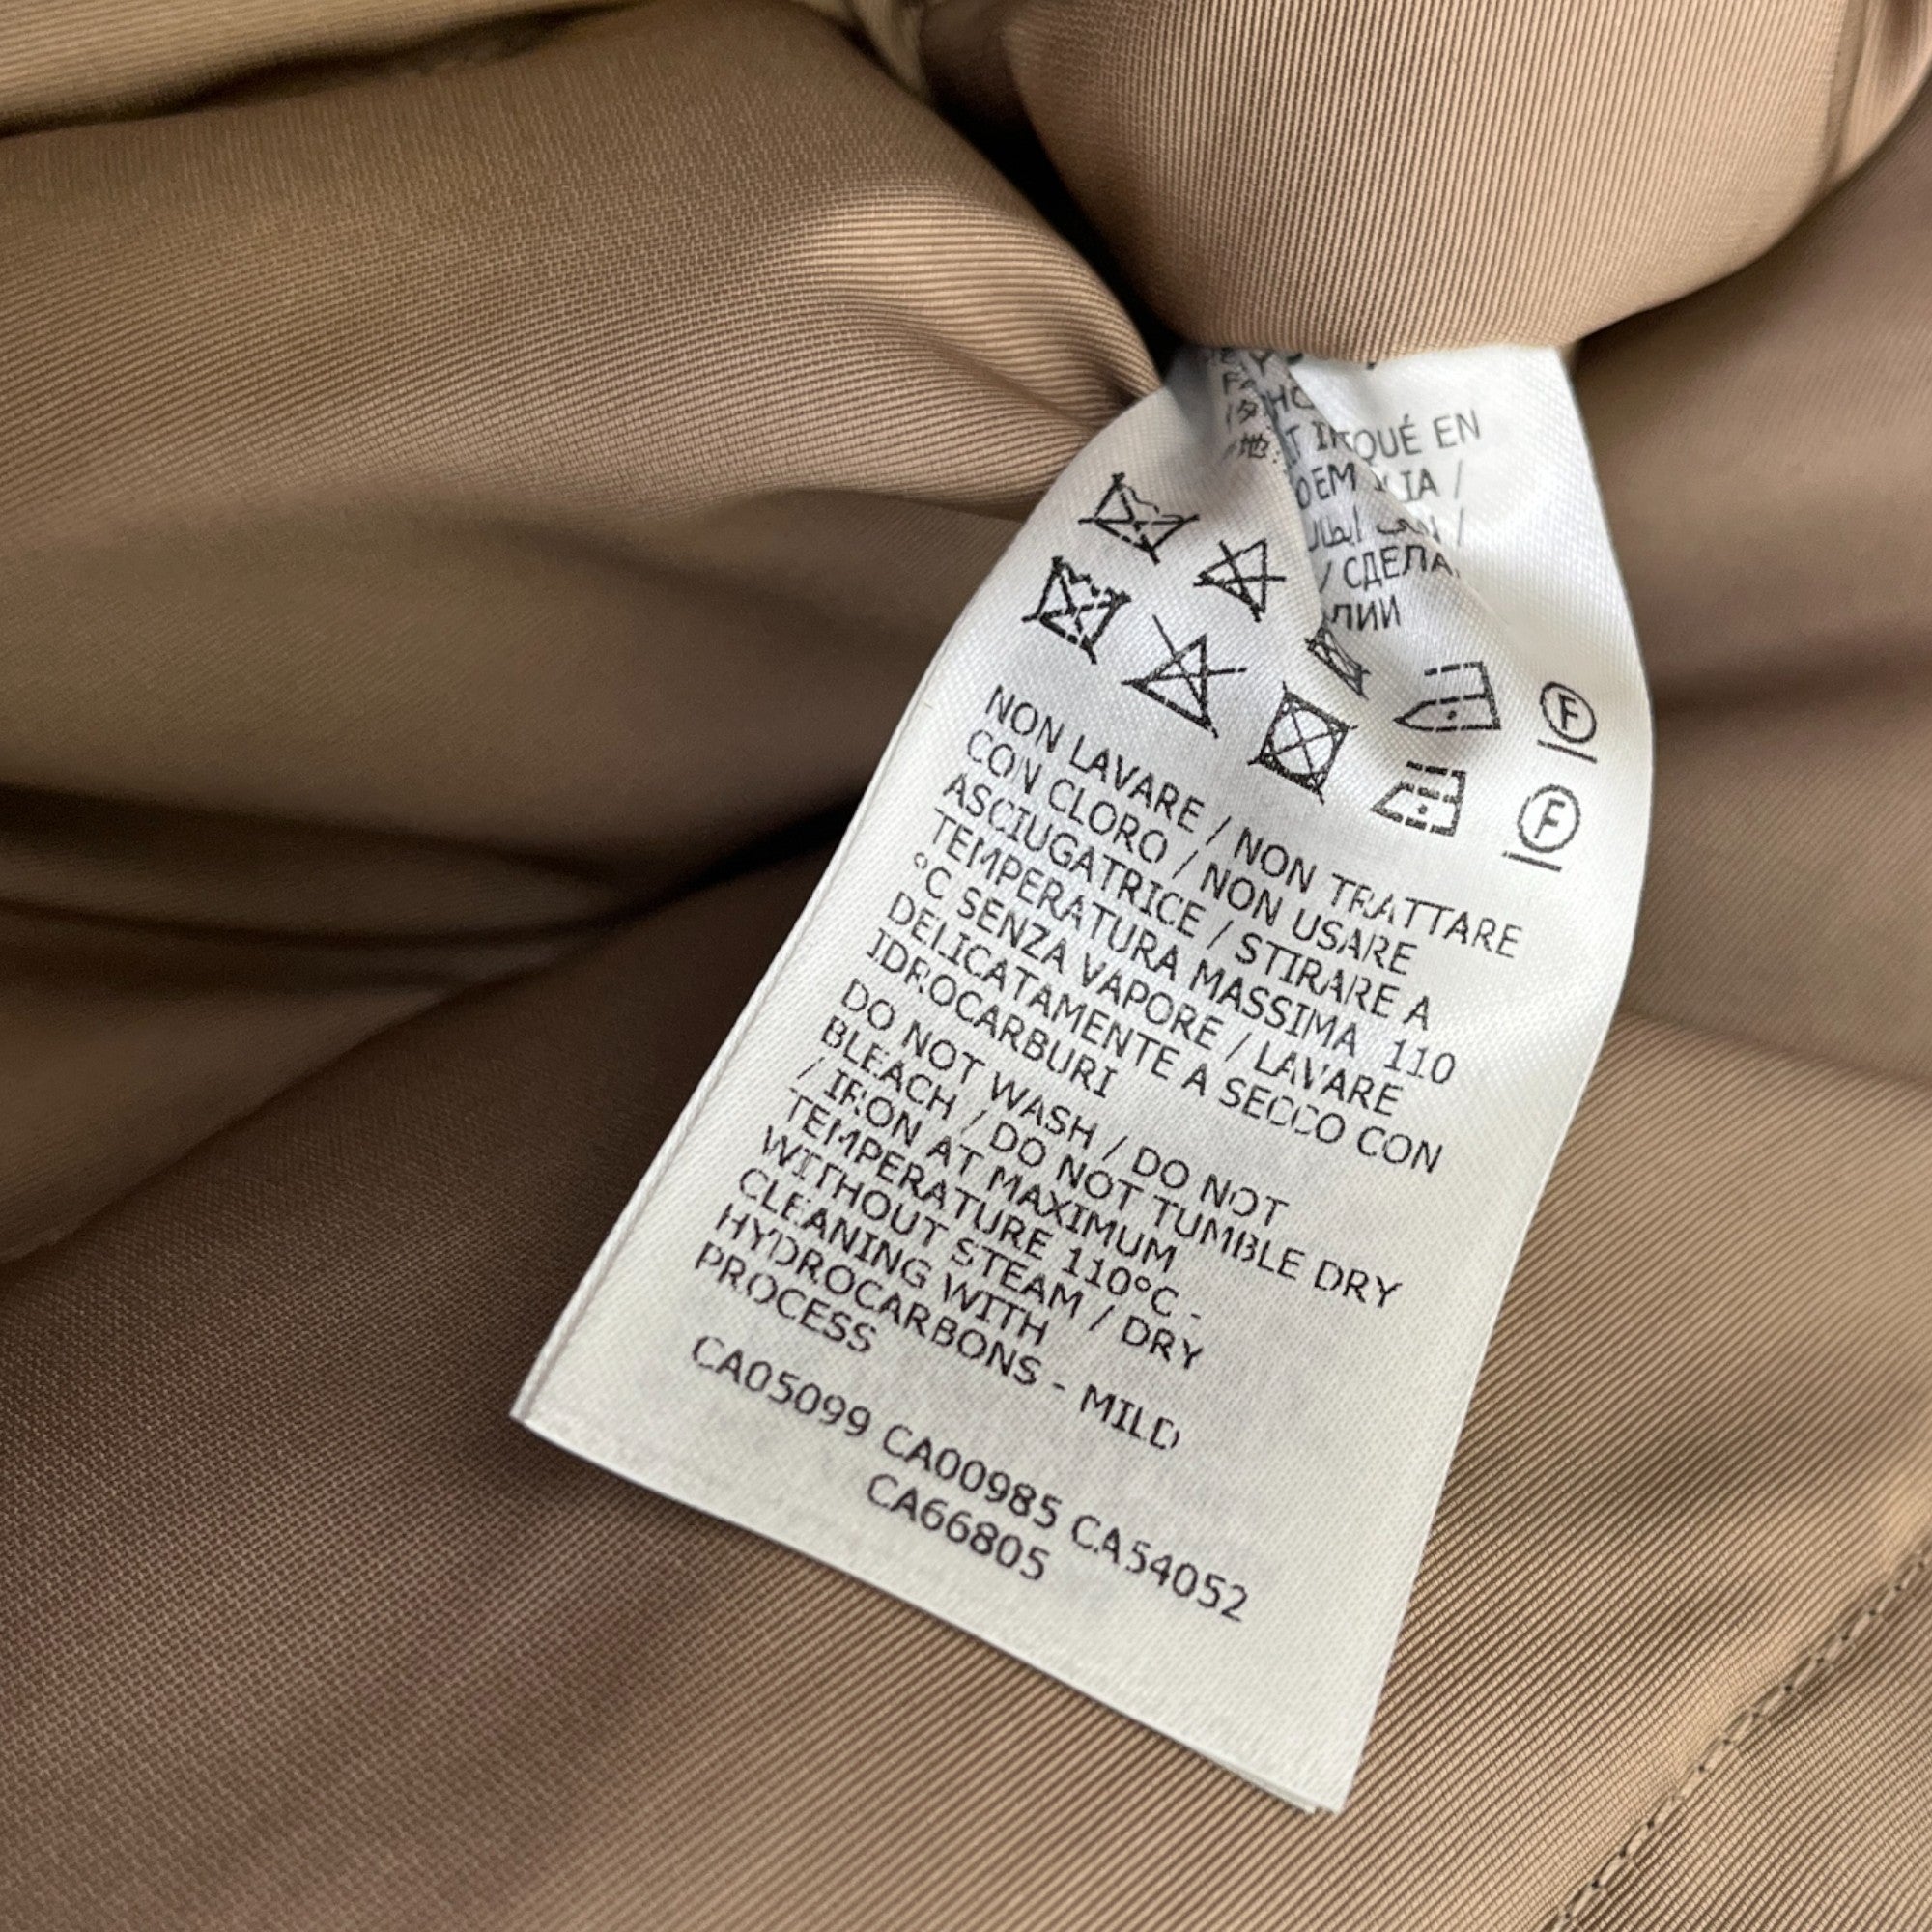 EN
/
/
/
NON LAVARE / NON TRATTARE
CON CLORO / NON USARE
ASCIUGATRICE / STIRARE A
TEMPERATURA MASSIMA 110
°C SENZA VAPORE / LAVARE
DELICATAMENTE A SECCO CON
IDROCARBURI
DO NOT WASH / DO NOT
BLEACH / DO NOT TUMBLE DRY
/ IRON AT MAXIMUM
TEMPERATURE 110°C -
WITHOUT STEAM / DRY
CLEANING WITH
HYDROCARBONS - MILD
PROCESS
CA05099 CA00985 CA54052
CA66805
F
F